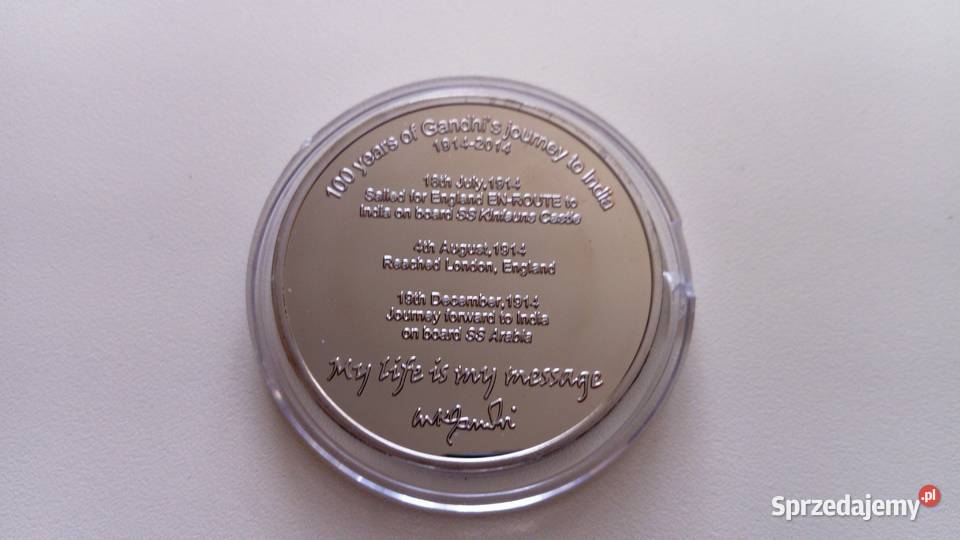 100 years of Gandhi's journey to India
1914-2014
18th July,1914
Sailed for England EN-ROUTE to
India on board SS Kinfauns Castle
4th August,1914
Reached London, England
19th December,1914
Journey forward to India
on board SS Arabia
My life is my message
MKGandhi
Sprzedajemy.pl